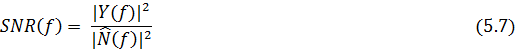 SNR(f) = |Y(f)|² / |N̂(f)|² (5.7)